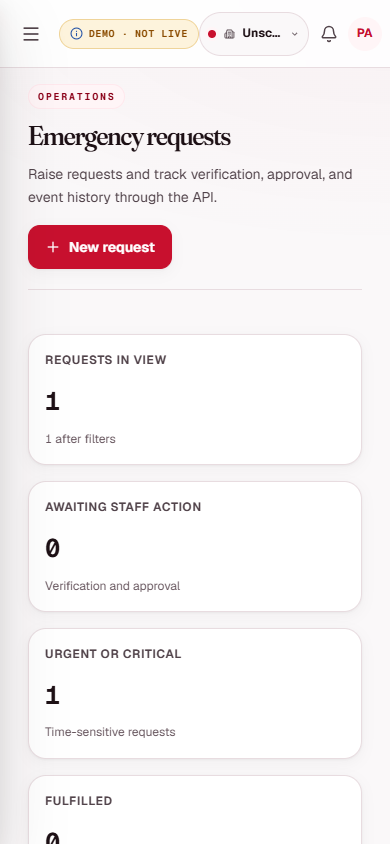 DEMO · NOT LIVE
Unsc...
PA
OPERATIONS
Emergency requests
Raise requests and track verification, approval, and
event history through the API.
New request
REQUESTS IN VIEW
1
1 after filters
AWAITING STAFF ACTION
0
Verification and approval
URGENT OR CRITICAL
1
Time-sensitive requests
FULFILLED
0